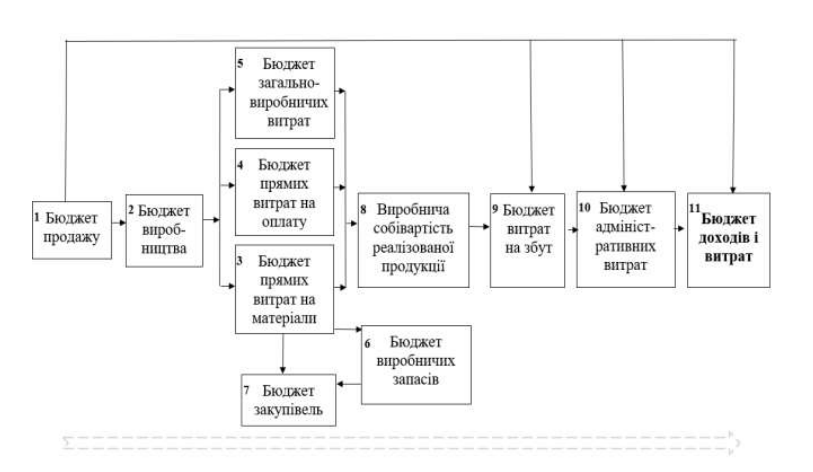 5 Бюджет
загально-
виробничих
витрат
4 Бюджет
прямих
витрат на
оплату
1 Бюджет
продажу
2 Бюджет
вироб-
ництва
3 Бюджет
прямих
витрат на
матеріали
8 Виробнича
собівартість
реалізованої
продукції
9 Бюджет
витрат
на збут
10 Бюджет
адмініст-
ративних
витрат
11 Бюджет
доходів і
витрат
6 Бюджет
виробничих
запасів
7 Бюджет
закупівель